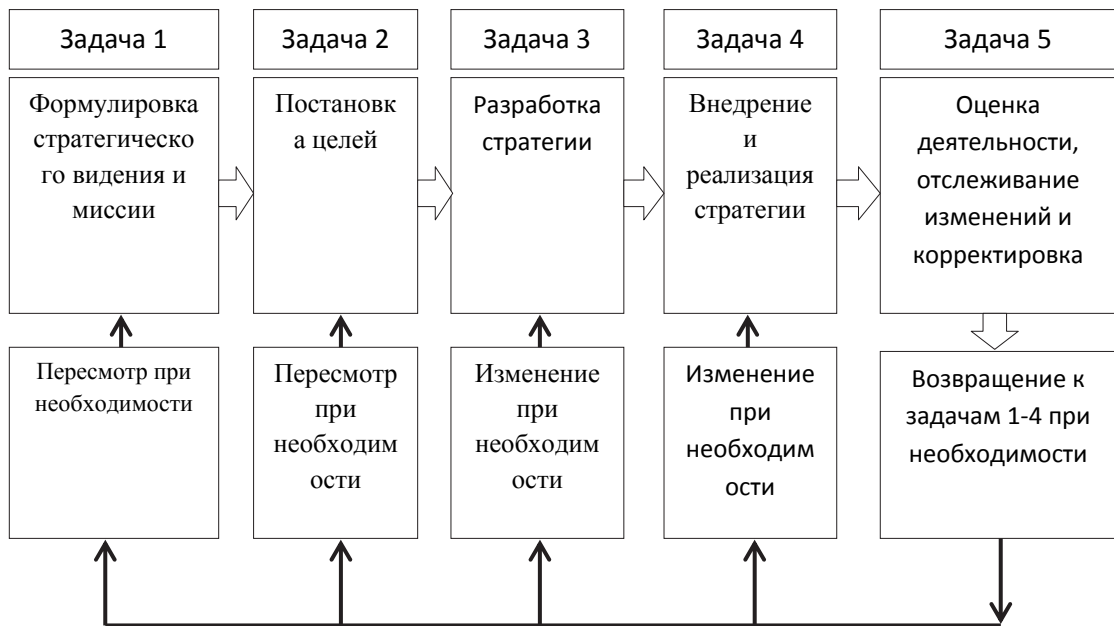 Задача 1
Задача 2
Задача 3
Задача 4
Задача 5
Формулировка
стратегическо
го видения и
миссии
Постановк
а целей
Разработка
стратегии
Внедрение
и
реализация
стратегии
Оценка
деятельности,
отслеживание
изменений и
корректировка
Пересмотр при
необходимости
Пересмотр
при
необходим
ости
Изменение
при
необходим
ости
Изменение
при
необходим
ости
Возвращение к
задачам 1-4 при
необходимости